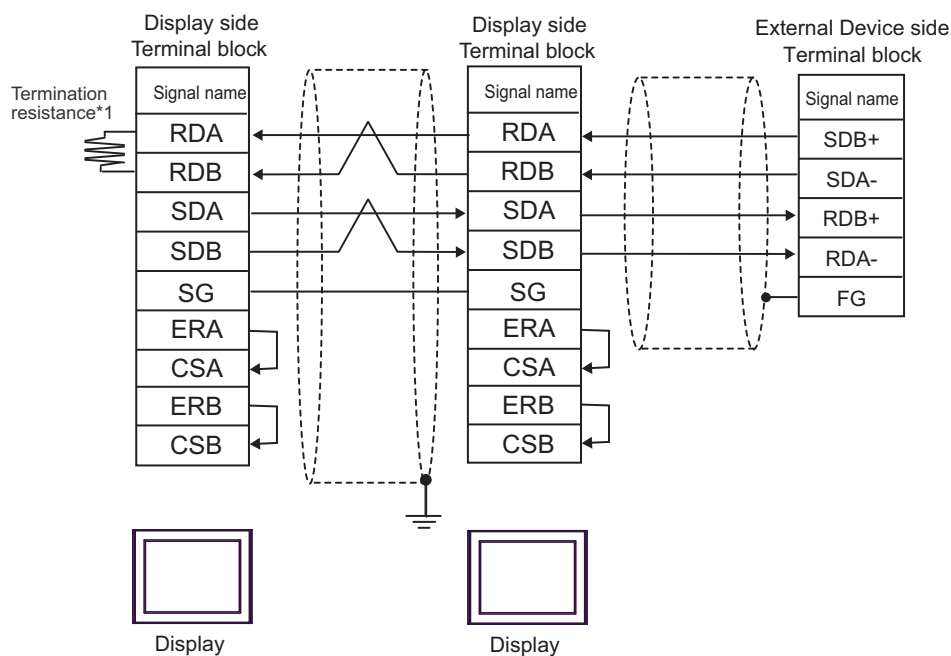 Display side
Terminal block
Display side
Terminal block
External Device side
Terminal block
Termination
resistance*1
Signal name
RDA
RDB
SDA
SDB
SG
ERA
CSA
ERB
CSB
Signal name
RDA
RDB
SDA
SDB
SG
ERA
CSA
ERB
CSB
Signal name
SDB+
SDA-
RDB+
RDA-
FG
Display
Display